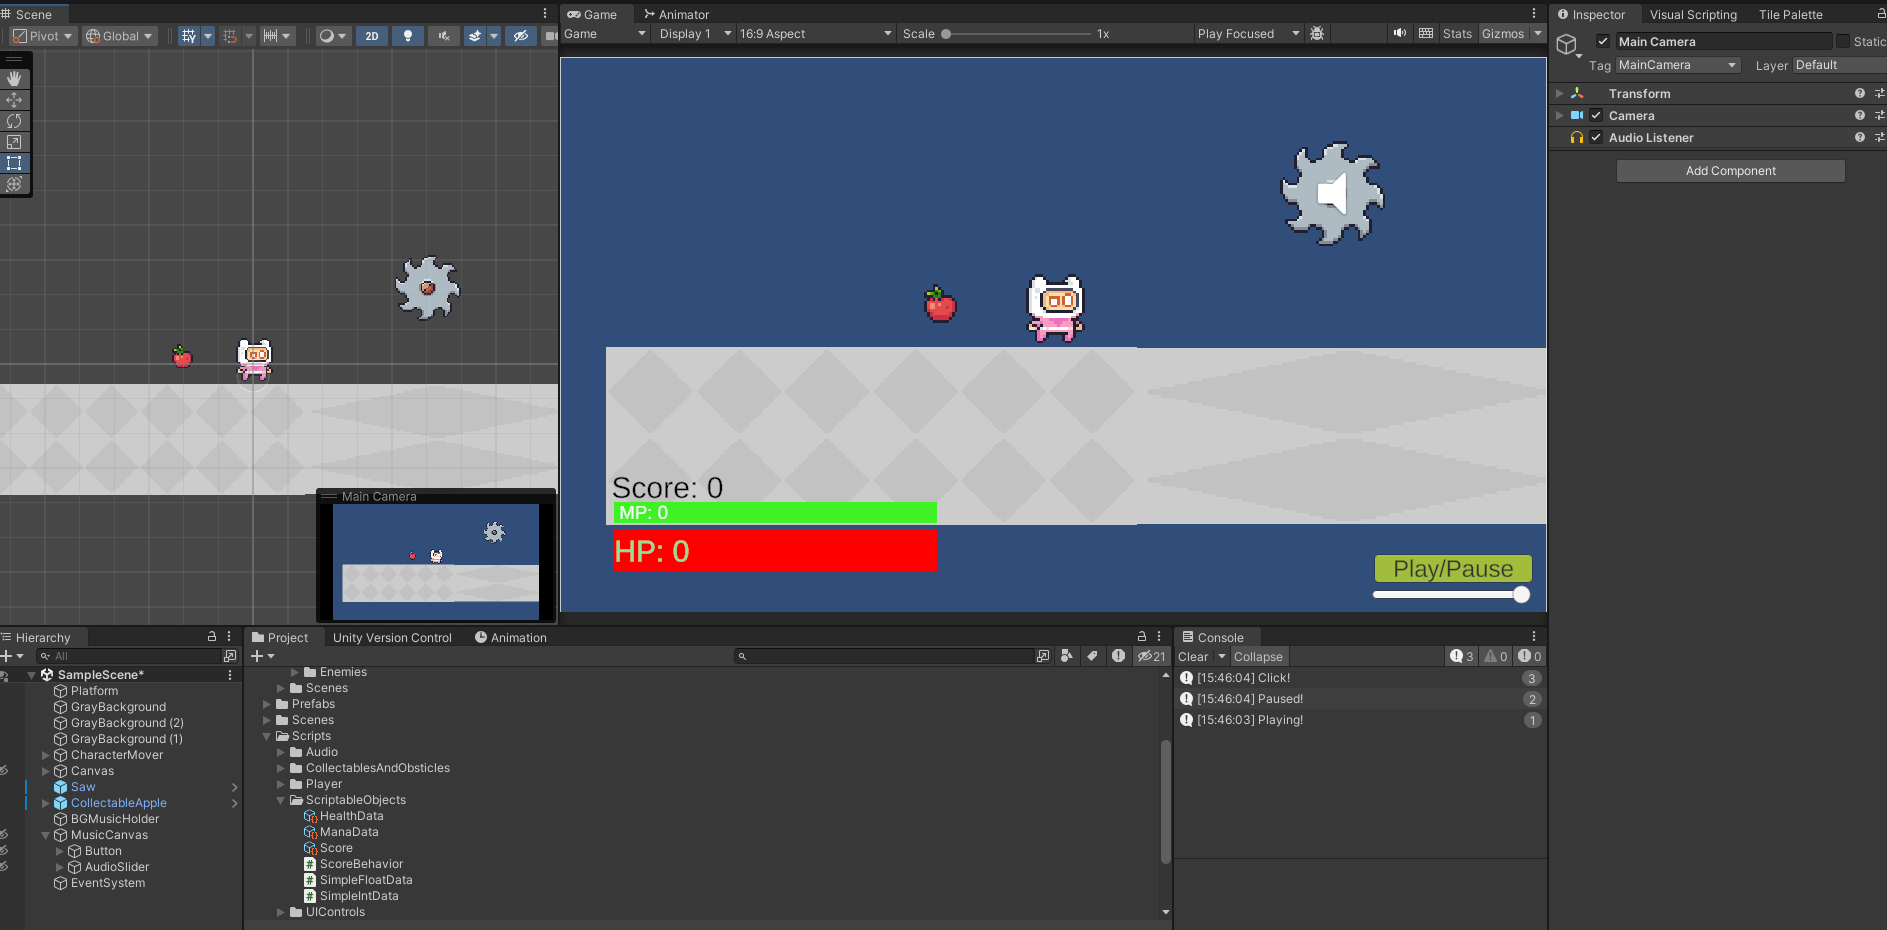 Scene
Game
Animator
Inspector
Visual Scripting
Tile Palette
Pivot
Global
2D
Game
Display 1
16:9 Aspect
Scale
1x
Play Focused
Stats
Gizmos
Main Camera
Static
Tag
MainCamera
Layer
Default
Transform
Camera
Audio Listener
Add Component
Score: 0
MP: 0
HP: 0
Play/Pause
Main Camera
Hierarchy
All
SampleScene*
Platform
GrayBackground
GrayBackground (2)
GrayBackground (1)
CharacterMover
Canvas
Saw
CollectableApple
BGMusicHolder
MusicCanvas
Button
AudioSlider
EventSystem
Project
Unity Version Control
Animation
21
Enemies
Scenes
Prefabs
Scenes
Scripts
Audio
CollectablesAndObsticles
Player
ScriptableObjects
HealthData
ManaData
Score
ScoreBehavior
SimpleFloatData
SimpleIntData
UIControls
Console
Clear
Collapse
3
0
0
[15:46:04] Click!
3
[15:46:04] Paused!
2
[15:46:03] Playing!
1